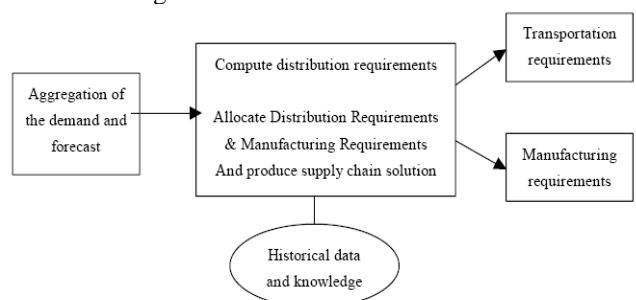 Transportation
requirements
Compute distribution requirements
Aggregation of
the demand and
forecast
Allocate Distribution Requirements
& Manufacturing Requirements
And produce supply chain solution
Manufacturing
requirements
Historical data
and knowledge